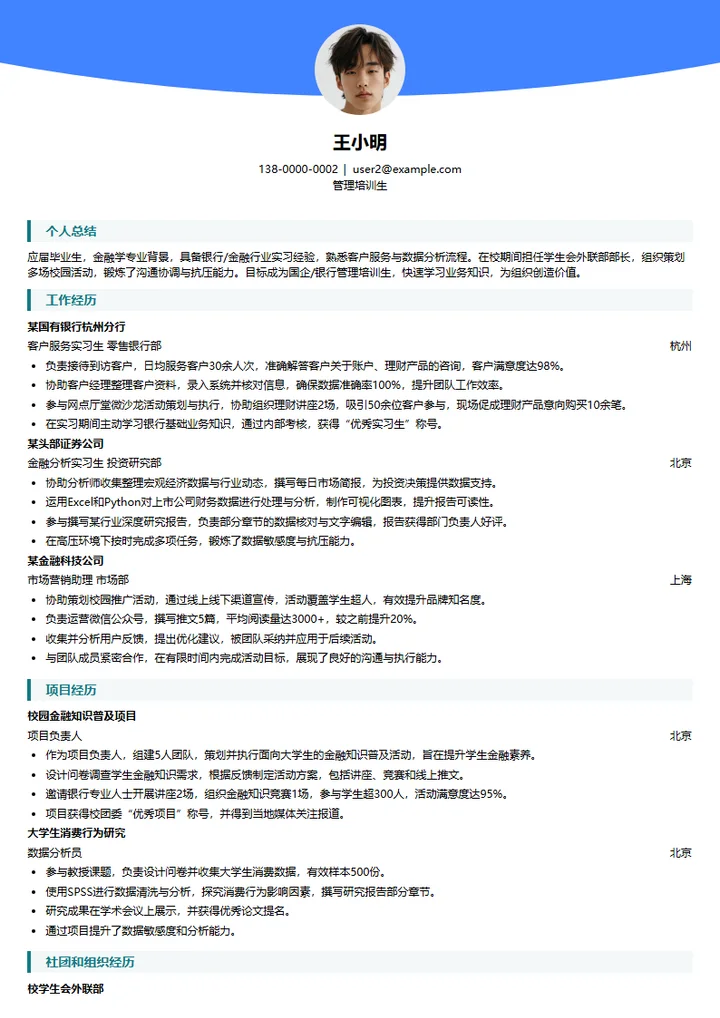 王小明
138-0000-0002 | user2@example.com
管理培训生
个人总结
应届毕业生，金融学专业背景，具备银行/金融行业实习经验，熟悉客户服务与数据分析流程。在校期间担任学生会外联部部长，组织策划
多场校园活动，锻炼了沟通协调与抗压能力。目标成为国企/银行管理培训生，快速学习业务知识，为组织创造价值。
工作经历
某国有银行杭州分行
客户服务实习生 零售银行部 杭州
• 负责接待到访客户，日均服务客户30余人次，准确解答客户关于账户、理财产品的咨询，客户满意度达98%。
• 协助客户经理整理客户资料，录入系统并核对信息，确保数据准确率100%，提升团队工作效率。
• 参与网点厅堂微沙龙活动策划与执行，协助组织理财讲座2场，吸引50余位客户参与，现场促成理财产品意向购买10余笔。
• 在实习期间主动学习银行基础业务知识，通过内部考核，获得“优秀实习生”称号。
某头部证券公司
金融分析实习生 投资研究部 北京
• 协助分析师收集整理宏观经济数据与行业动态，撰写每日市场简报，为投资决策提供数据支持。
• 运用Excel和Python对上市公司财务数据进行处理与分析，制作可视化图表，提升报告可读性。
• 参与撰写某行业深度研究报告，负责部分章节的数据核对与文字编辑，报告获得部门负责人好评。
• 在高压环境下按时完成多项任务，锻炼了数据敏感度与抗压能力。
某金融科技公司
市场营销助理 市场部 上海
• 协助策划校园推广活动，通过线上线下渠道宣传，活动覆盖学生超人，有效提升品牌知名度。
• 负责运营微信公众号，撰写推文5篇，平均阅读量达3000+，较之前提升20%。
• 收集并分析用户反馈，提出优化建议，被团队采纳并应用于后续活动。
• 与团队成员紧密合作，在有限时间内完成活动目标，展现了良好的沟通与执行能力。
项目经历
校园金融知识普及项目
项目负责人 北京
• 作为项目负责人，组建5人团队，策划并执行面向大学生的金融知识普及活动，旨在提升学生金融素养。
• 设计问卷调查学生金融知识需求，根据反馈制定活动方案，包括讲座、竞赛和线上推文。
• 邀请银行专业人士开展讲座2场，组织金融知识竞赛1场，参与学生超300人，活动满意度达95%。
• 项目获得校团委“优秀项目”称号，并得到当地媒体关注报道。
大学生消费行为研究
数据分析员 北京
• 参与教授课题，负责设计问卷并收集大学生消费数据，有效样本500份。
• 使用SPSS进行数据清洗与分析，探究消费行为影响因素，撰写研究报告部分章节。
• 研究成果在学术会议上展示，并获得优秀论文提名。
• 通过项目提升了数据敏感度和分析能力。
社团和组织经历
校学生会外联部